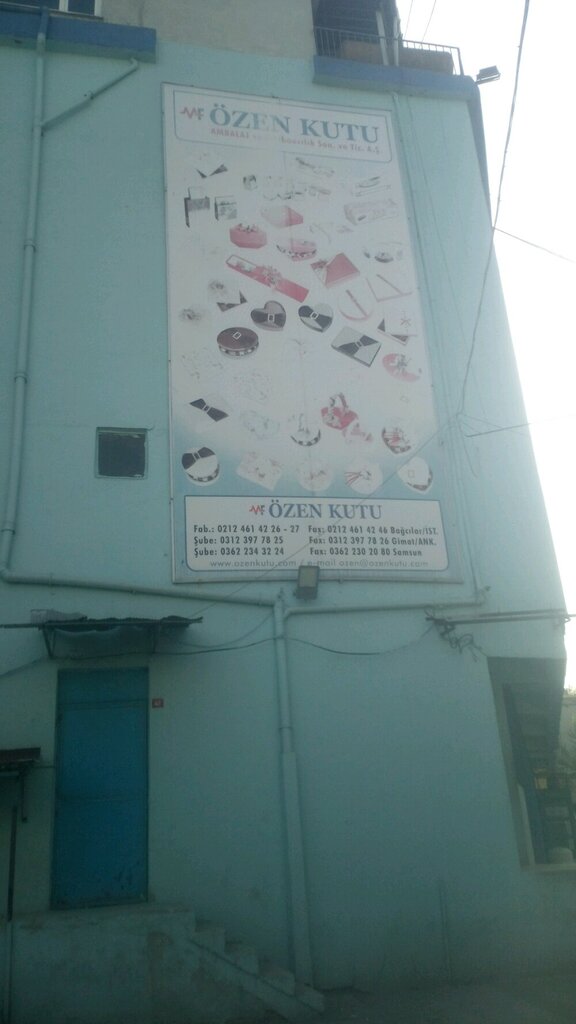 ÖZEN KUTU
AMBALAJ San. ve Tic. A.Ş.
ÖZEN KUTU
Fab.: 0212 461 42 26 - 27 Fax: 0212 461 42 46 Bağcılar/İST.
Şube: 0312 397 78 25 Fax: 0312 397 78 26 Gimat/ANK.
Şube: 0362 234 32 24 Fax: 0362 230 20 80 Samsun
www.ozenkutu.com / e-mail ozen@ozenkutu.com